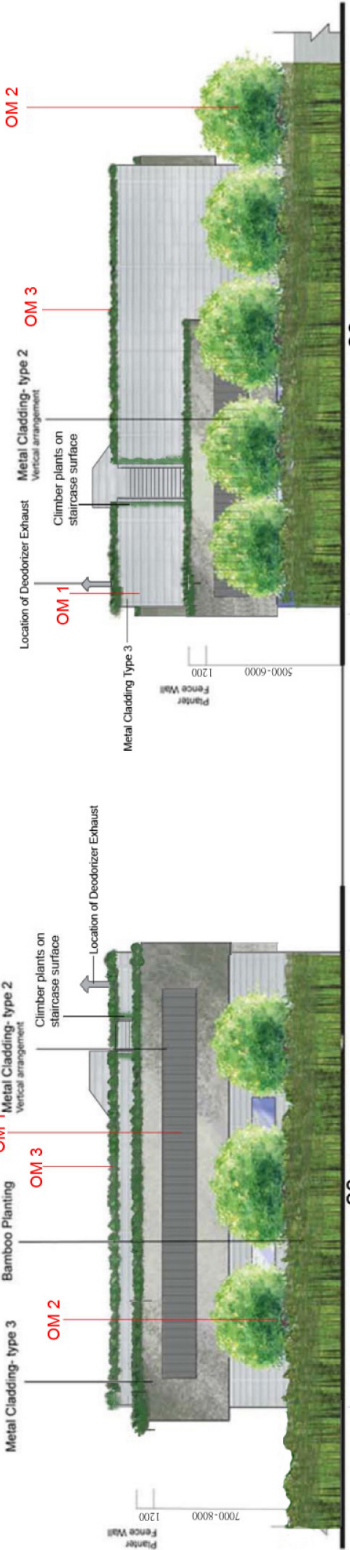 Metal Cladding- type 3
Bamboo Planting
OM 3
OM 2
Metal Cladding- type 2
Vertical arrangement
Climber plants on
staircase surface
Location of Deodorizer Exhaust
Planter
Fence Wall
1200
7000-8000
Location of Deodorizer Exhaust
OM 1
Metal Cladding Type 3
Climber plants on
staircase surface
Metal Cladding- type 2
Vertical arrangement
OM 3
OM 2
Planter
Fence Wall
1200
5000-6000